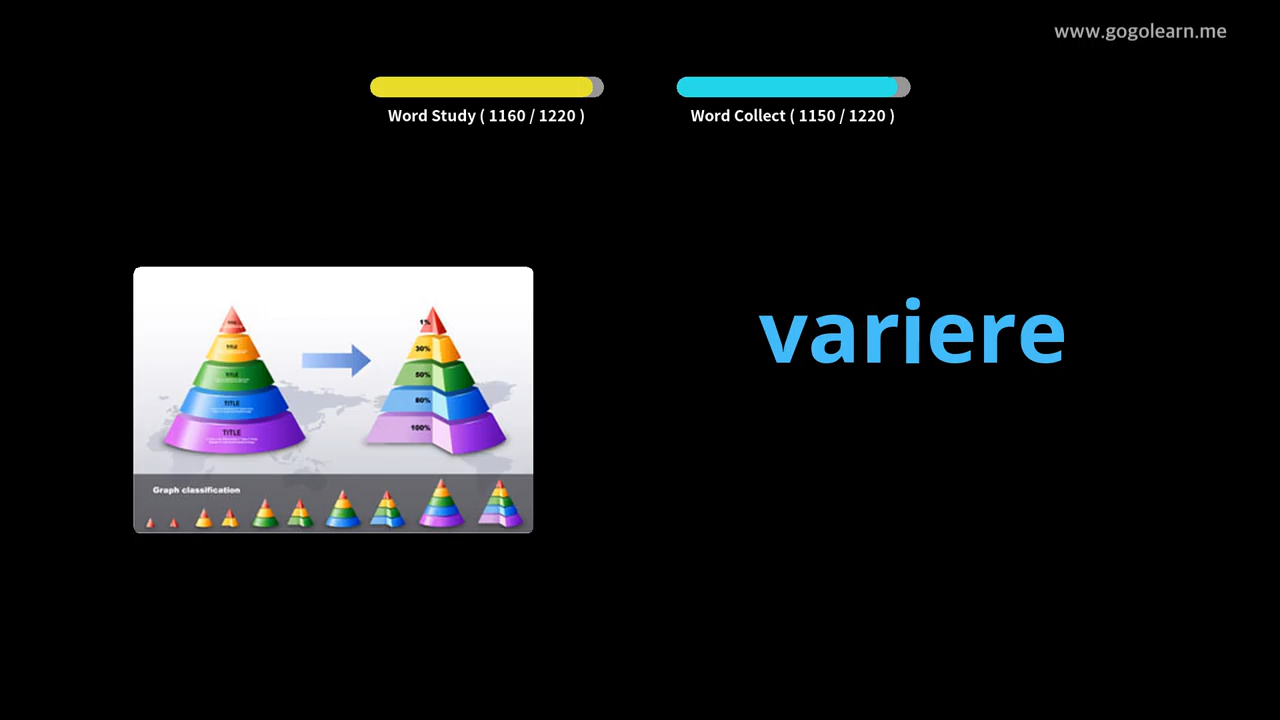 www.gogolearn.me
Word Study ( 1160 / 1220 )
Word Collect ( 1150 / 1220 )
variere
TITLE
TITLE
TITLE
TITLE
1%
30%
50%
80%
100%
Graph classification